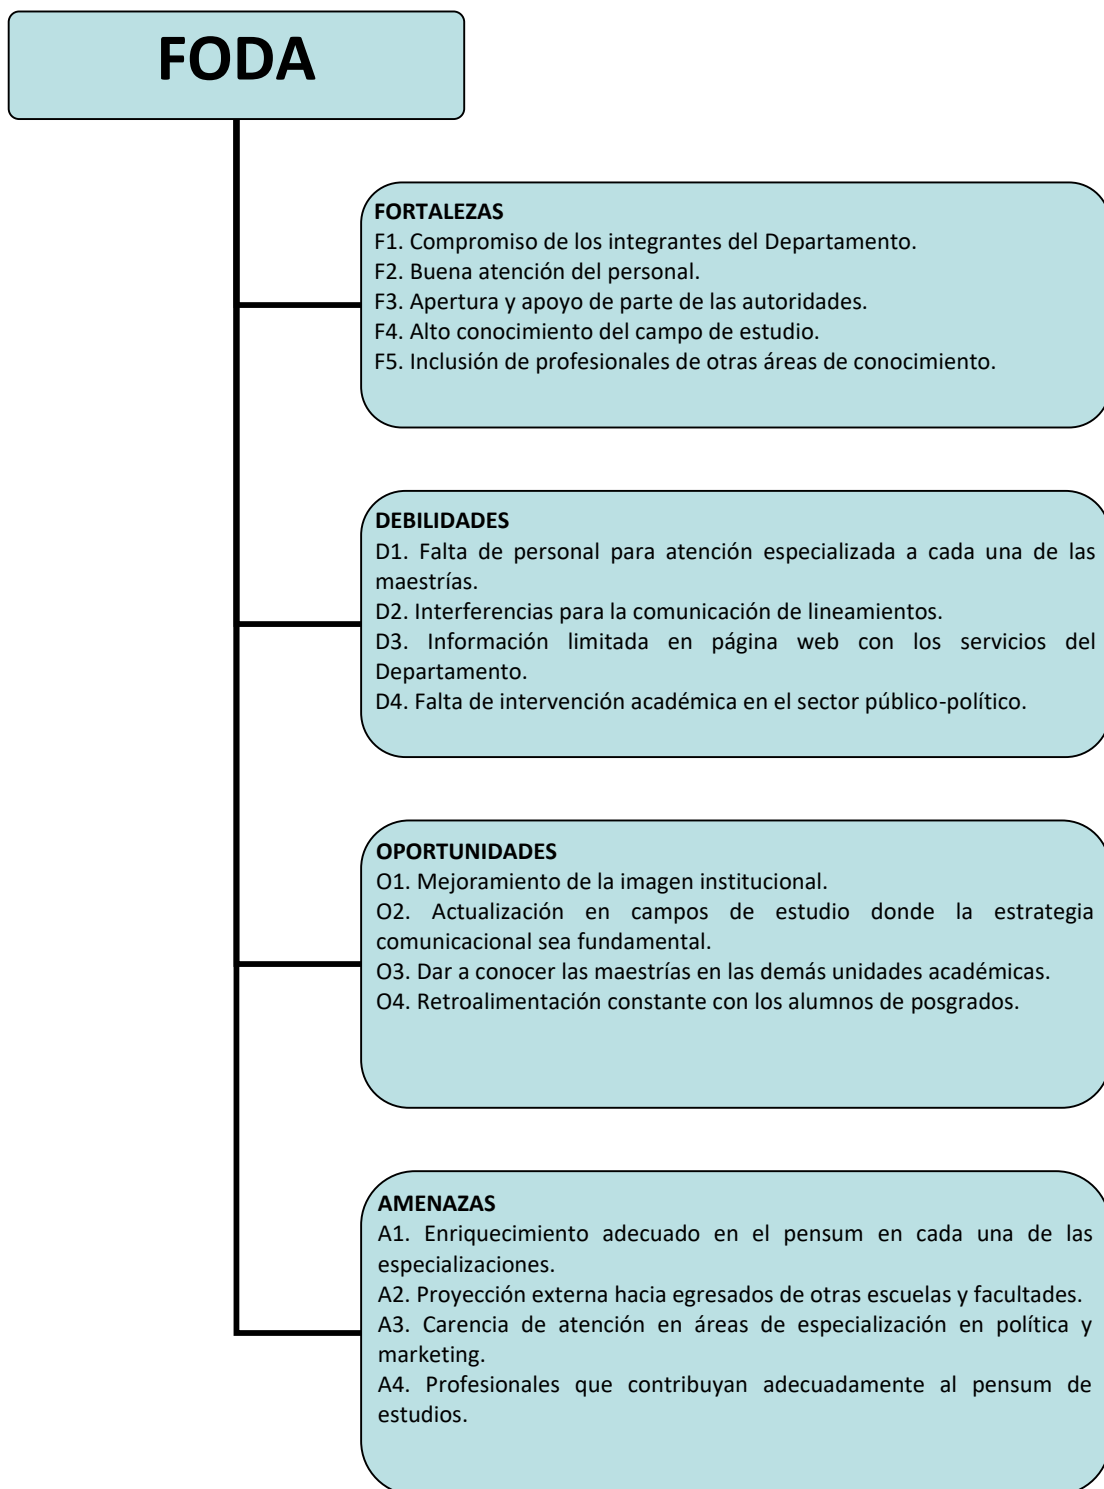 FODA
FORTALEZAS
F1. Compromiso de los integrantes del Departamento.
F2. Buena atención del personal.
F3. Apertura y apoyo de parte de las autoridades.
F4. Alto conocimiento del campo de estudio.
F5. Inclusión de profesionales de otras áreas de conocimiento.
DEBILIDADES
D1. Falta de personal para atención especializada a cada una de las
maestrías.
D2. Interferencias para la comunicación de lineamientos.
D3. Información limitada en página web con los servicios del
Departamento.
D4. Falta de intervención académica en el sector público-político.
OPORTUNIDADES
O1. Mejoramiento de la imagen institucional.
O2. Actualización en campos de estudio donde la estrategia
comunicacional sea fundamental.
O3. Dar a conocer las maestrías en las demás unidades académicas.
O4. Retroalimentación constante con los alumnos de posgrados.
AMENAZAS
A1. Enriquecimiento adecuado en el pensum en cada una de las
especializaciones.
A2. Proyección externa hacia egresados de otras escuelas y facultades.
A3. Carencia de atención en áreas de especialización en política y
marketing.
A4. Profesionales que contribuyan adecuadamente al pensum de
estudios.